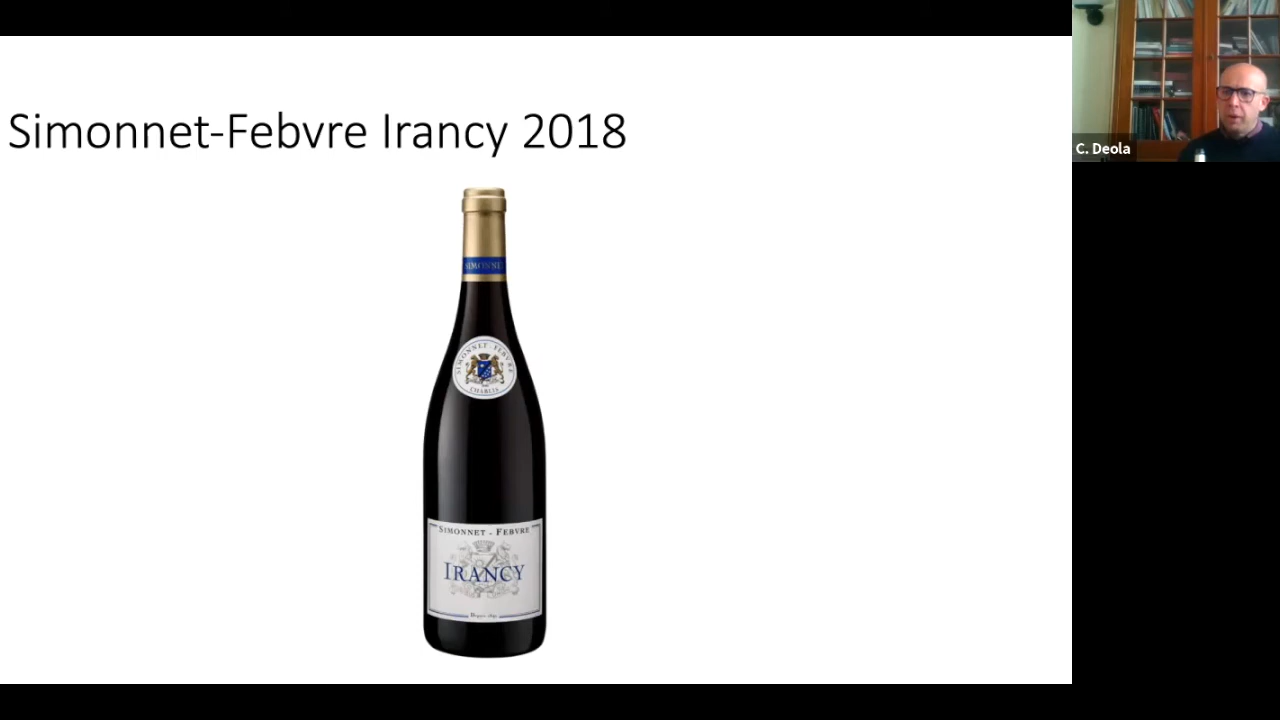 Simonnet-Febvre Irancy 2018
C. Deola
SIMONNET
SIMONNET · FEBVRE
CHABLIS
SIMONNET - FEBVRE
IRANCY